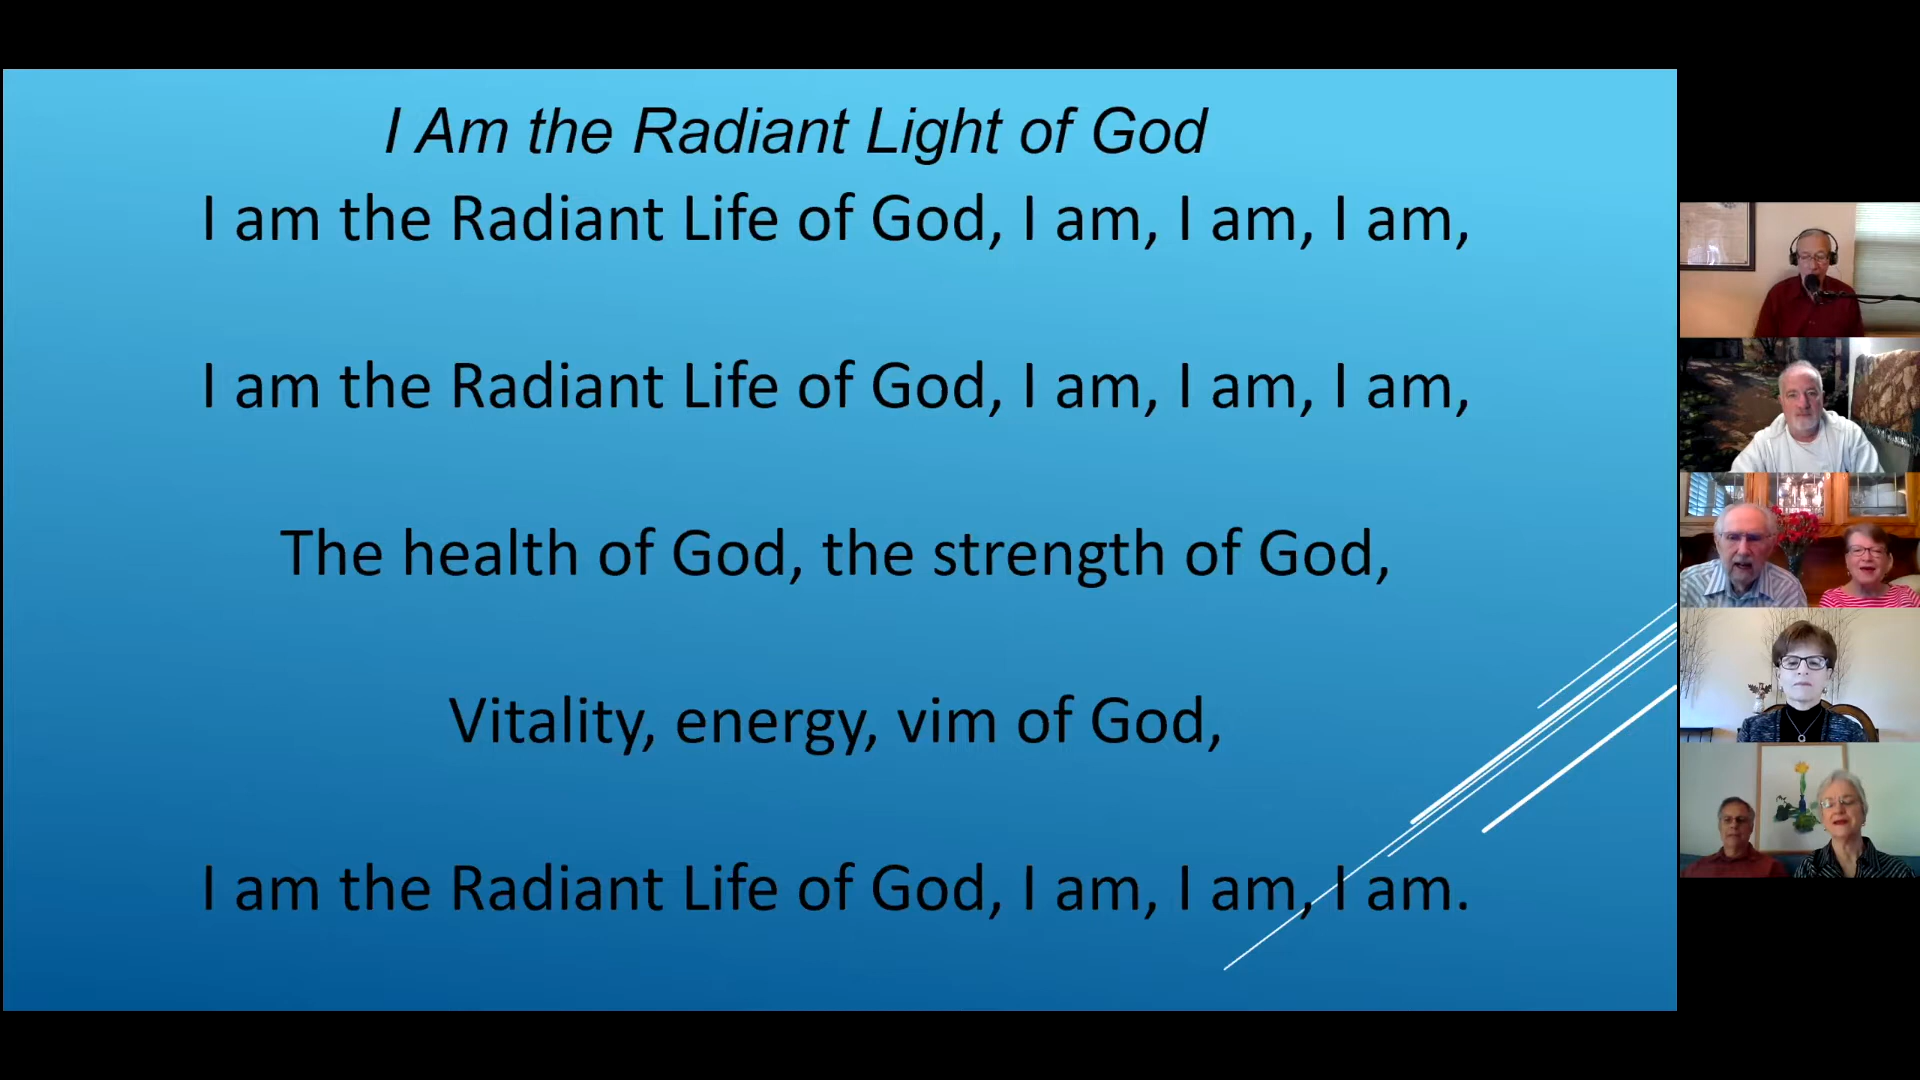 I Am the Radiant Light of God
I am the Radiant Life of God, I am, I am, I am,
I am the Radiant Life of God, I am, I am, I am,
The health of God, the strength of God,
Vitality, energy, vim of God,
I am the Radiant Life of God, I am, I am, I am.